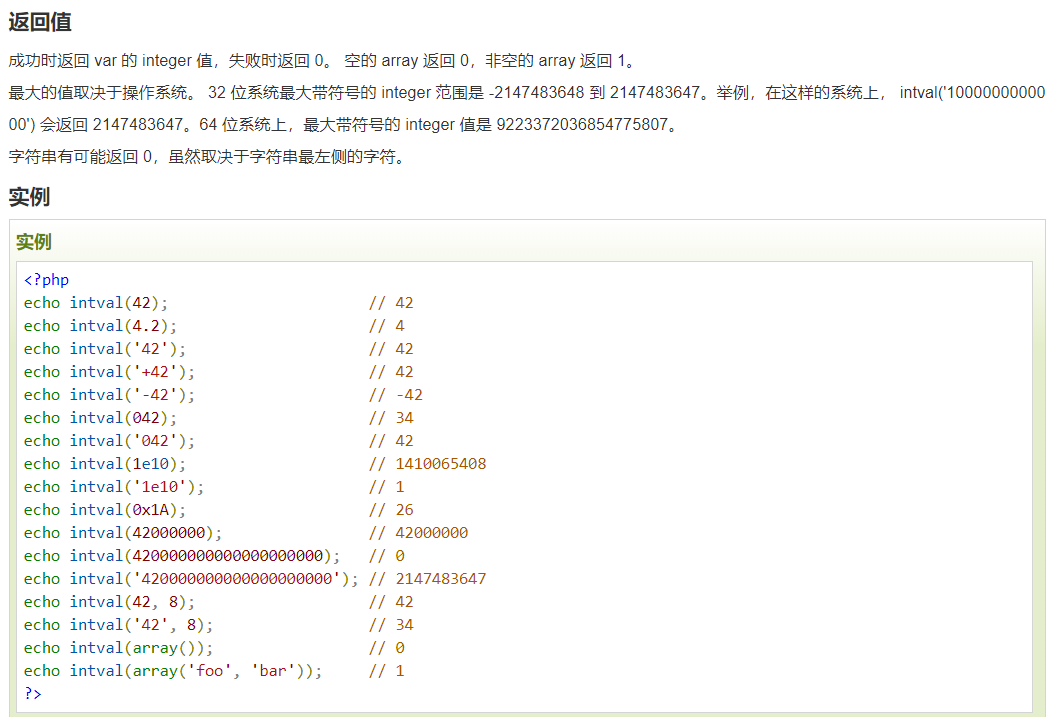 返回值
成功时返回 var 的 integer 值，失败时返回 0。 空的 array 返回 0，非空的 array 返回 1。
最大的值取决于操作系统。 32 位系统最大带符号的 integer 范围是 -2147483648 到 2147483647。举例，在这样的系统上， intval('10000000000
00') 会返回 2147483647。64 位系统上，最大带符号的 integer 值是 9223372036854775807。
字符串有可能返回 0，虽然取决于字符串最左侧的字符。
实例
实例
<?php
echo intval(42);                      // 42
echo intval(4.2);                     // 4
echo intval('42');                    // 42
echo intval('+42');                   // 42
echo intval('-42');                   // -42
echo intval(042);                     // 34
echo intval('042');                   // 42
echo intval(1e10);                    // 1410065408
echo intval('1e10');                  // 1
echo intval(0x1A);                    // 26
echo intval(42000000);                // 42000000
echo intval(420000000000000000000);   // 0
echo intval('420000000000000000000'); // 2147483647
echo intval(42, 8);                   // 42
echo intval('42', 8);                 // 34
echo intval(array());                 // 0
echo intval(array('foo', 'bar'));     // 1
?>